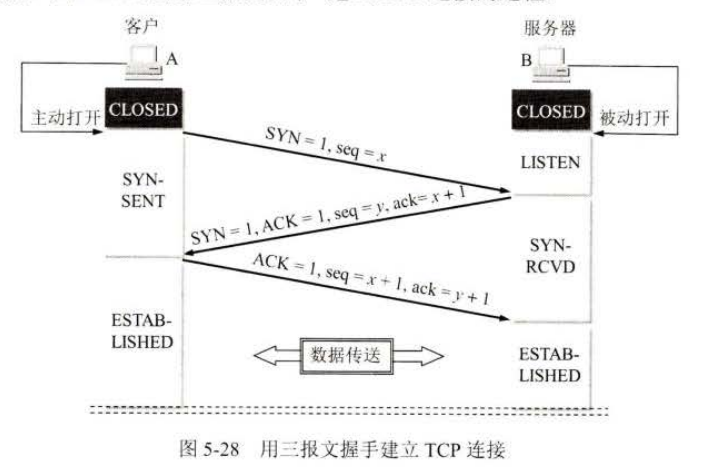 客户
服务器
A
B
主动打开
CLOSED
CLOSED
被动打开
SYN = 1, seq = x
LISTEN
SYN-
SENT
SYN = 1, ACK = 1, seq = y, ack= x + 1
SYN-
RCVD
ACK = 1, seq = x + 1, ack = y + 1
ESTAB-
LISHED
数据传送
ESTAB-
LISHED
图 5-28 用三报文握手建立 TCP 连接